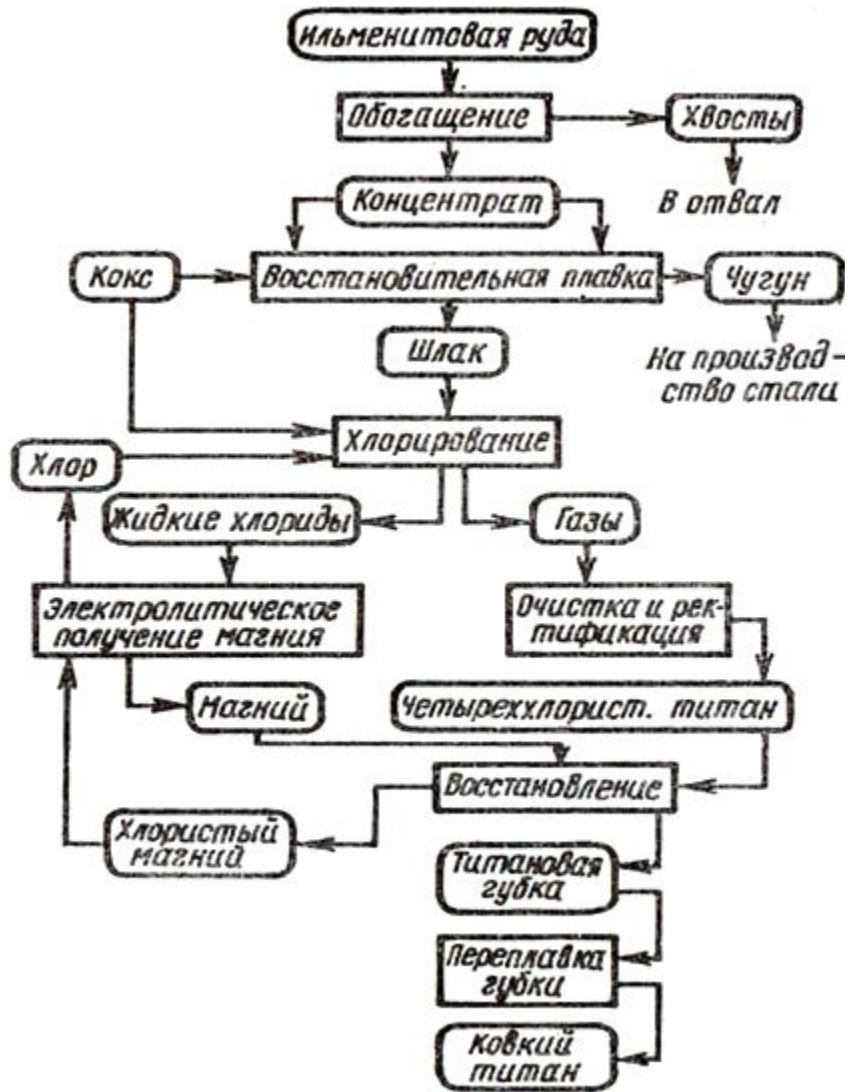 Ильменитовая руда
Обогащение
Хвосты
Концентрат
В отвал
Кокс
Восстановительная плавка
Чугун
Шлак
На производ-
ство стали
Хлорирование
Хлор
Жидкие хлориды
Газы
Электролитическое
получение магния
Очистка и рек-
тификация
Магний
Четыреххлорист. титан
Восстановление
Хлористый
магний
Титановая
губка
Переплавка
губки
Ковкий
титан